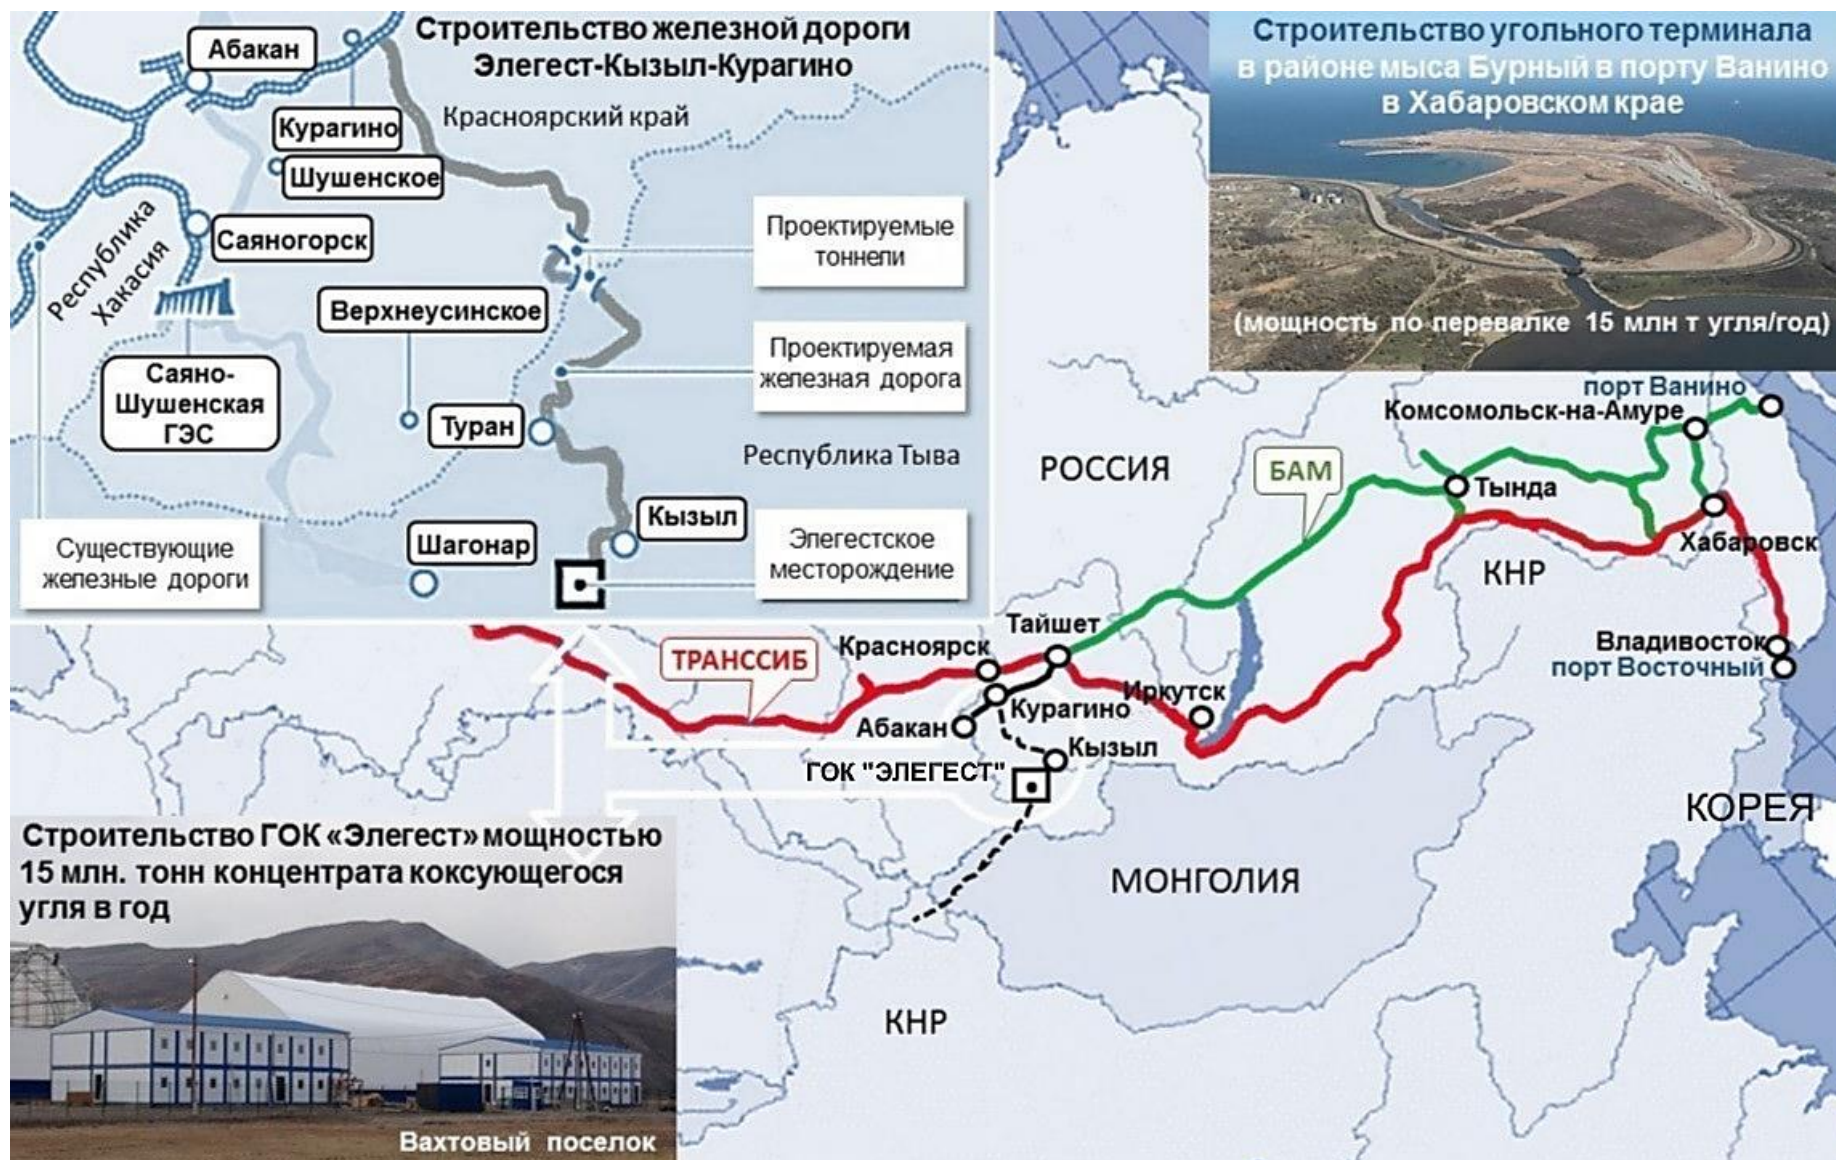 Строительство железной дороги
Элегест-Кызыл-Курагино
Абакан
Красноярский край
Курагино
Шушенское
Республика
Хакасия
Саяногорск
Проектируемые
тоннели
Верхнеусинское
Проектируемая
железная дорога
Саяно-
Шушенская
ГЭС
Туран
Республика Тыва
Кызыл
Шагонар
Существующие
железные дороги
Элегестское
месторождение
Строительство угольного терминала
в районе мыса Бурный в порту Ванино
в Хабаровском крае
(мощность по перевалке 15 млн т угля/год)
порт Ванино
Комсомольск-на-Амуре
РОССИЯ
БАМ
Тында
Хабаровск
КНР
Тайшет
Красноярск
ТРАНССИБ
Владивосток
порт Восточный
Иркутск
Курагино
Абакан
Кызыл
ГОК "ЭЛЕГЕСТ"
КОРЕЯ
МОНГОЛИЯ
КНР
Строительство ГОК «Элегест» мощностью
15 млн. тонн концентрата коксующегося
угля в год
Вахтовый поселок